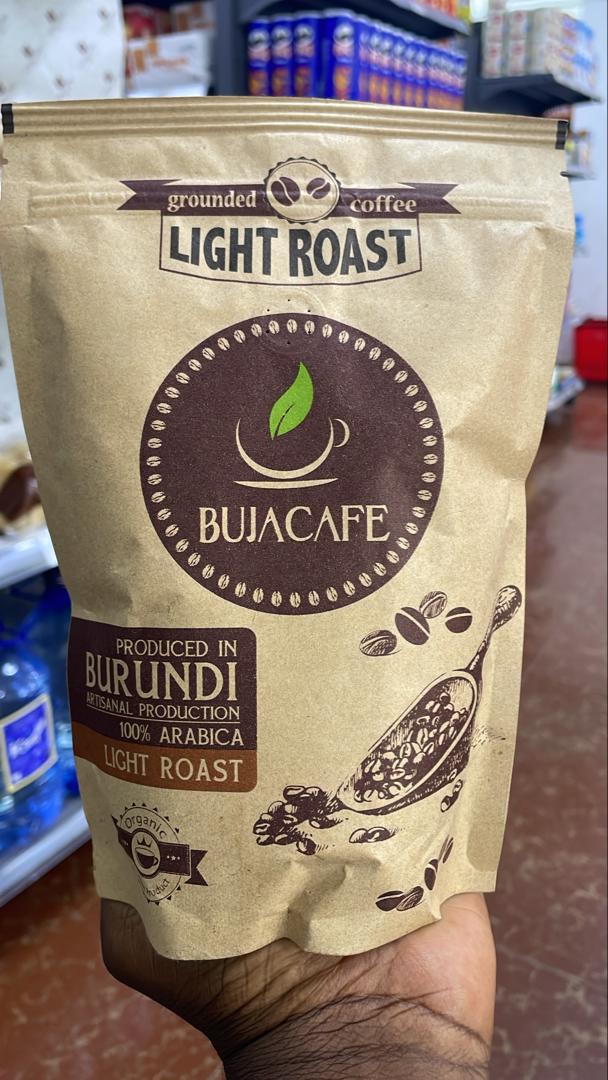 grounded coffee
LIGHT ROAST
BUJACAFE
PRODUCED IN
BURUNDI
ARTISANAL PRODUCTION
100% ARABICA
LIGHT ROAST
Organic